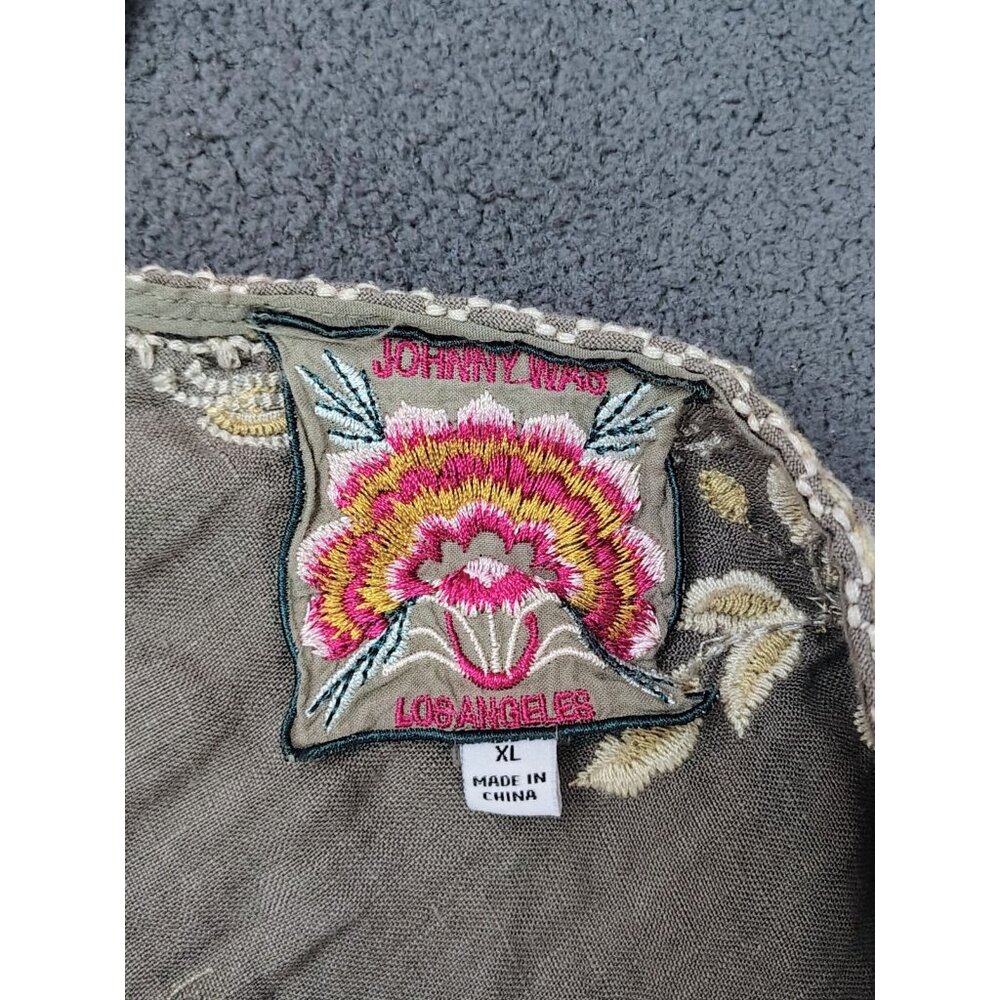 JOHNNY WAS
LOS ANGELES
XL
MADE IN
CHINA